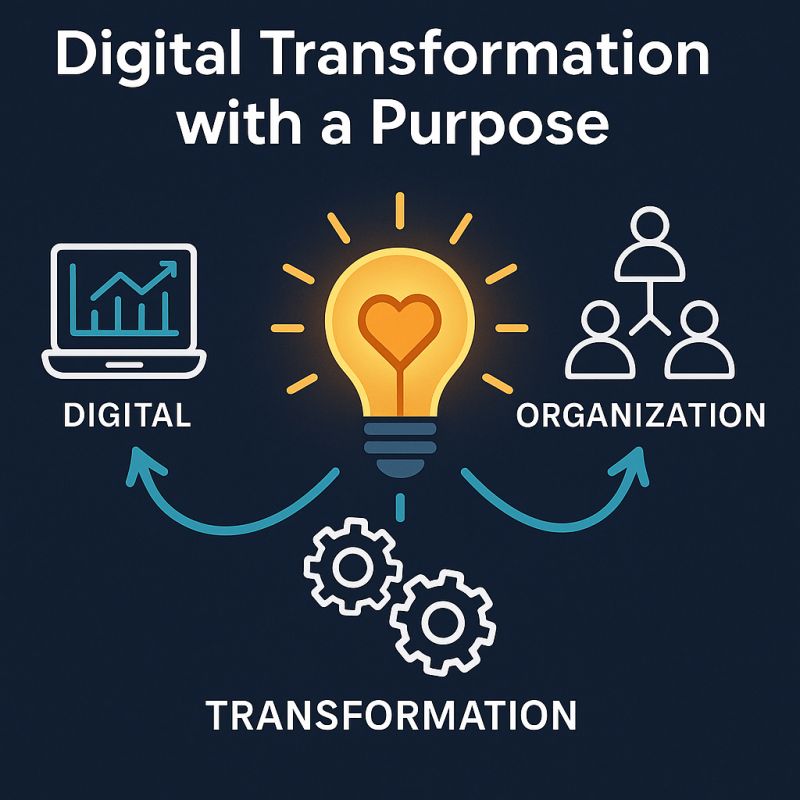 Digital Transformation
with a Purpose
DIGITAL
ORGANIZATION
TRANSFORMATION